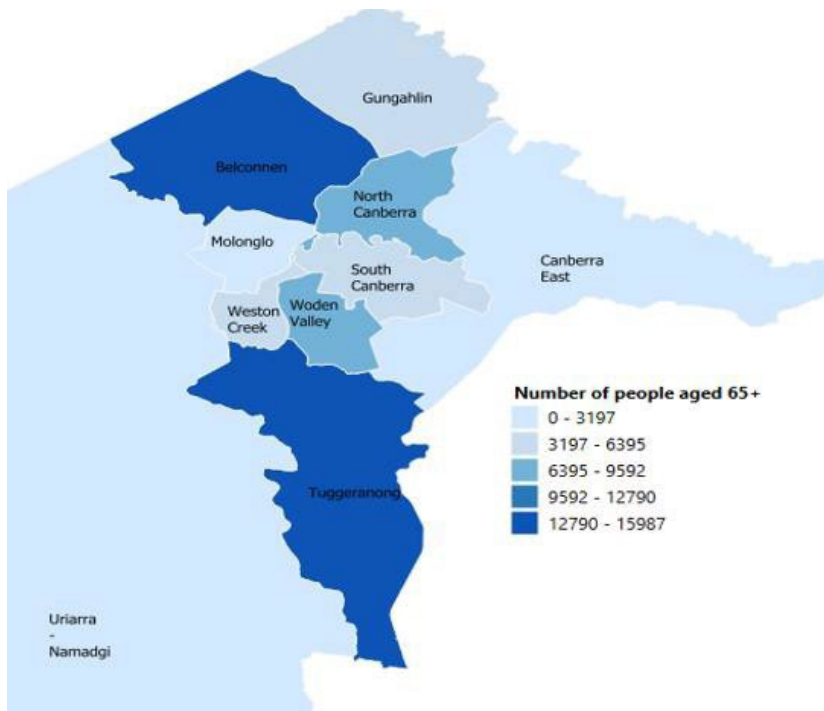 Gungahlin
Belconnen
North
Canberra
Molonglo
South
Canberra
Canberra
East
Weston
Creek
Woden
Valley
Number of people aged 65+
0 - 3197
3197 - 6395
6395 - 9592
9592 - 12790
12790 - 15987
Tuggeranong
Uriarra
-
Namadgi